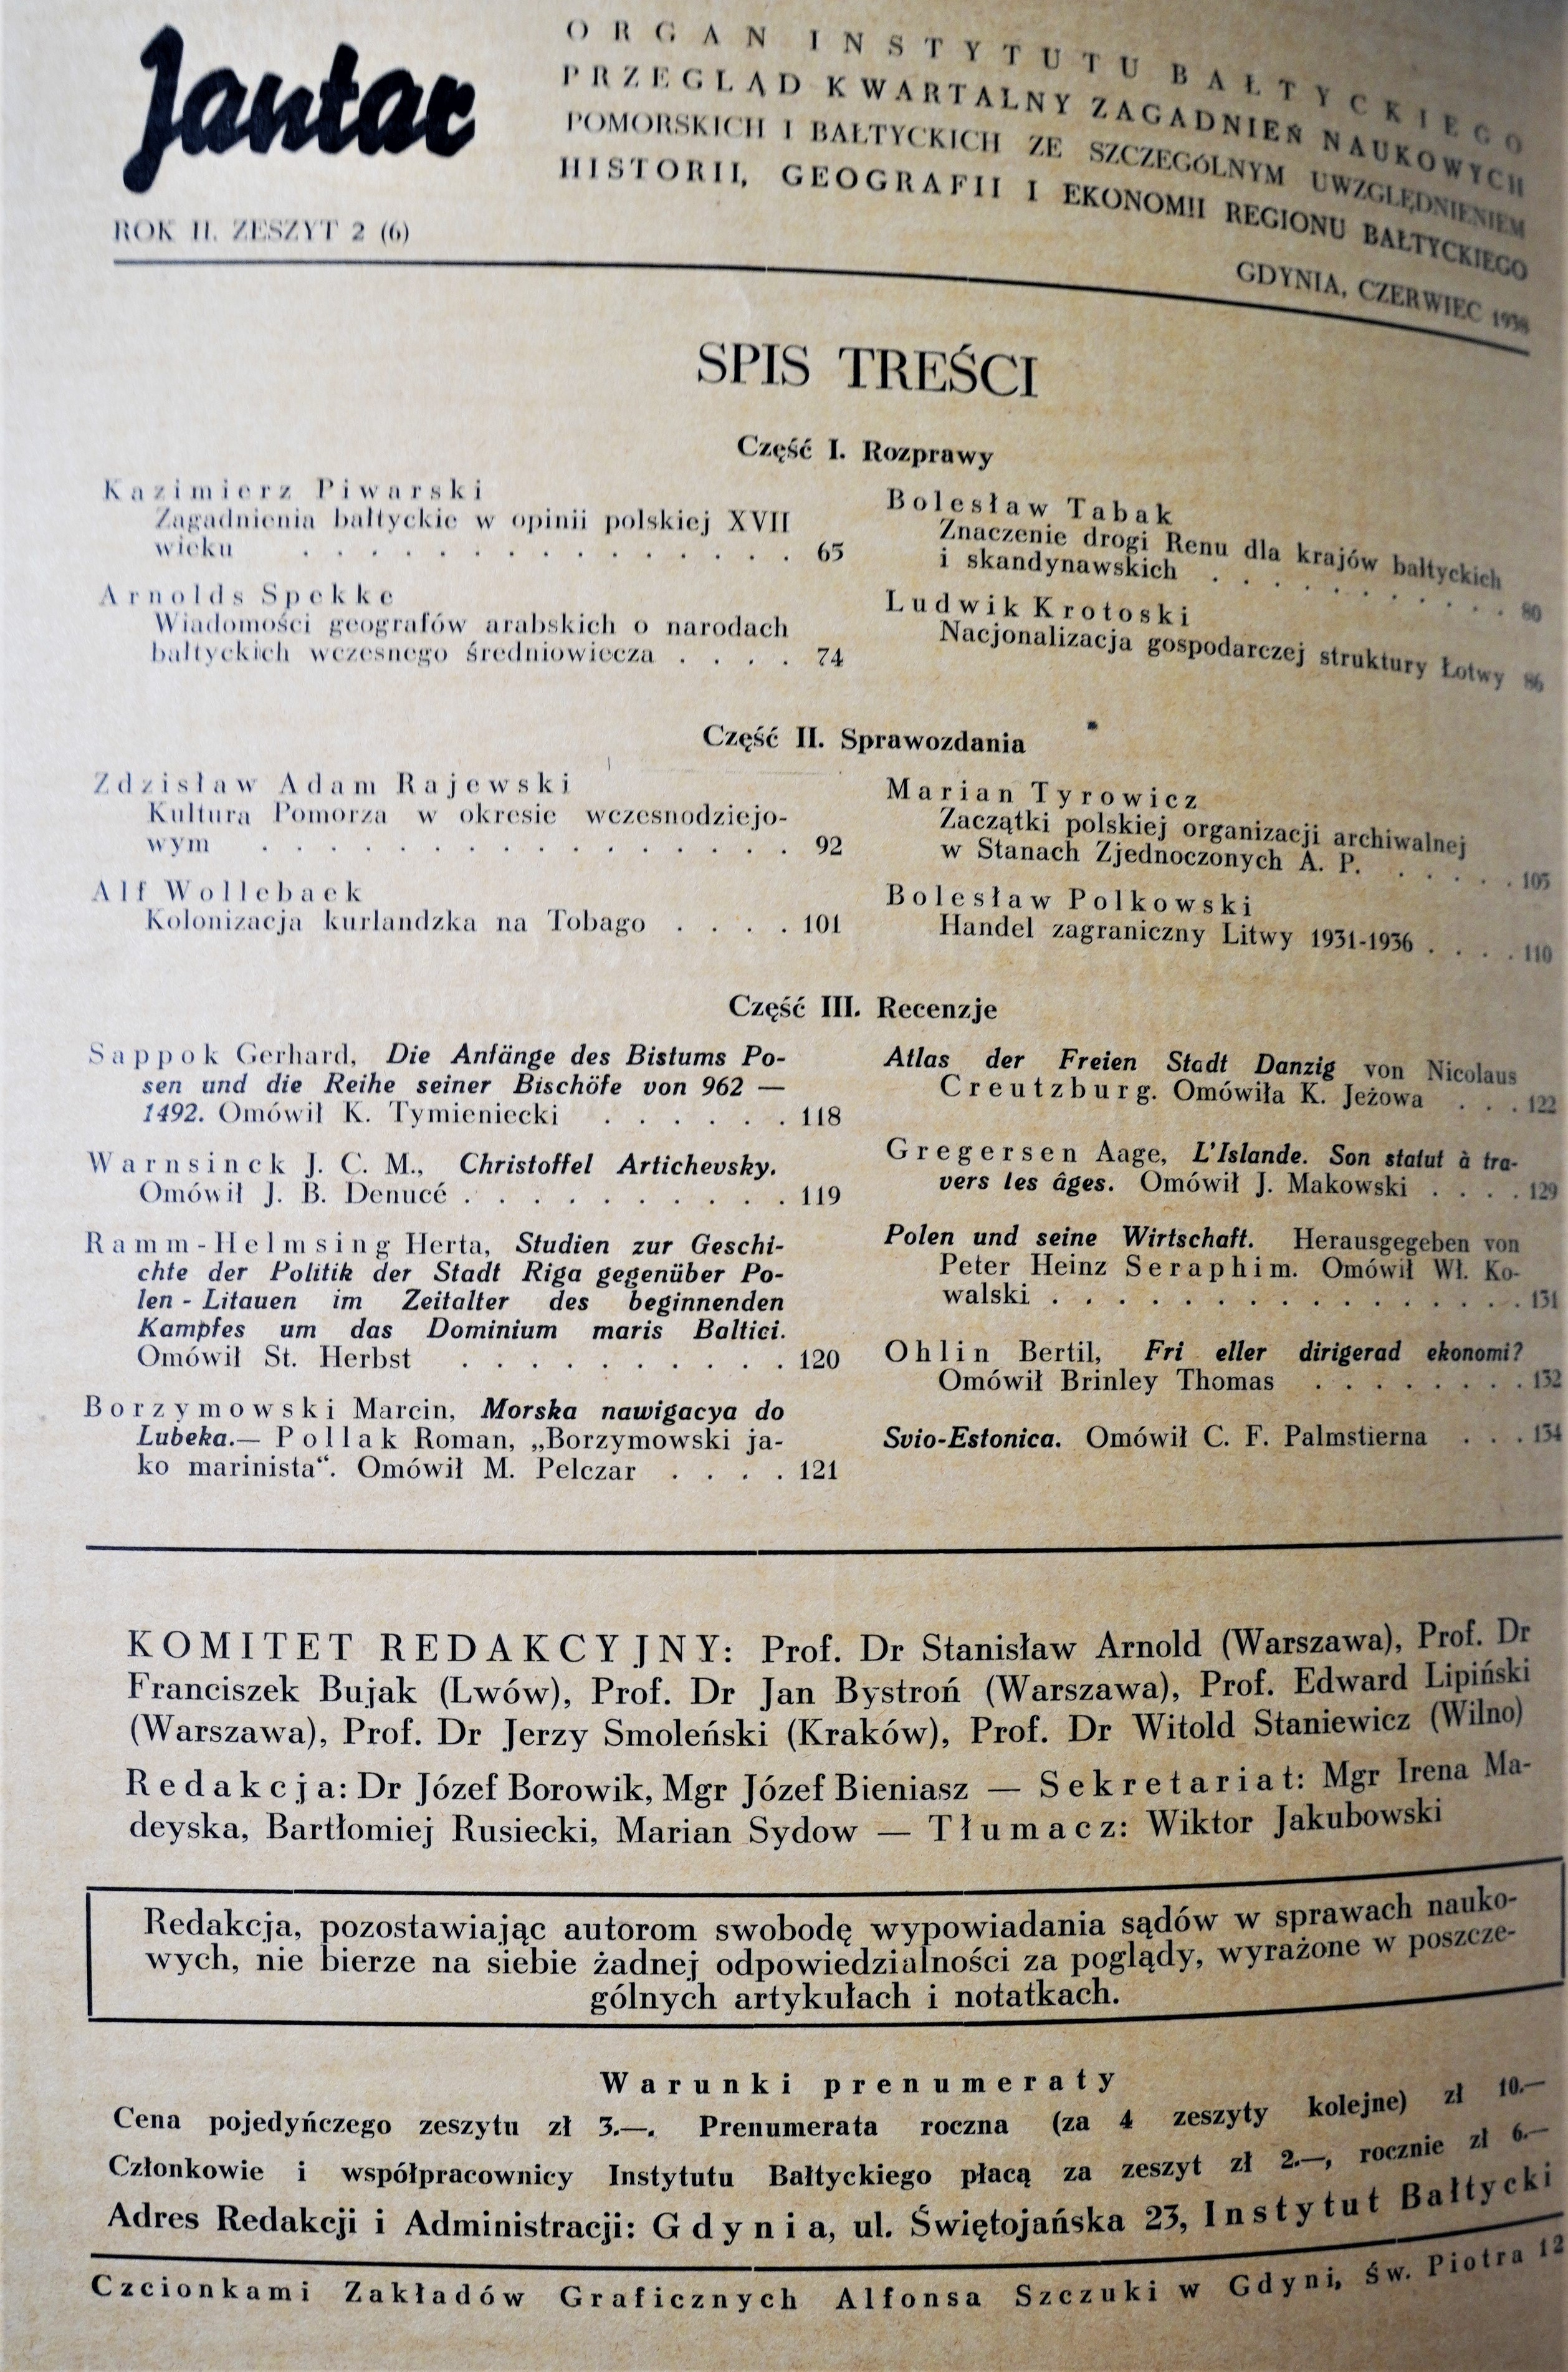 Jantar
ORGAN INSTYTUTU BAŁTYCKIEGO
PRZEGLĄD KWARTALNY ZAGADNIEŃ NAUKOWYCH
POMORSKICH I BAŁTYCKICH ZE SZCZEGÓLNYM UWZGLĘDNIENIEM
HISTORII, GEOGRAFII I EKONOMII REGIONU BAŁTYCKIEGO
ROK II. ZESZYT 2 (6)
GDYNIA, CZERWIEC 1938
SPIS TREŚCI
Część I. Rozprawy
Kazimierz Piwarski
Zagadnienia bałtyckie w opinii polskiej XVII
wieku . . . . . . . . . . . . . . . 65
Arnolds Spekke
Wiadomości geografów arabskich o narodach
bałtyckich wczesnego średniowiecza . . . . 74
Bolesław Tabak
Znaczenie drogi Renu dla krajów bałtyckich
i skandynawskich . . . . . . . . . . 80
Ludwik Krotoski
Nacjonalizacja gospodarczej struktury Łotwy 86
Część II. Sprawozdania
Zdzisław Adam Rajewski
Kultura Pomorza w okresie wczesnodziejo-
wym . . . . . . . . . . . . . . . . 92
Alf Wollebaek
Kolonizacja kurlandzka na Tobago . . . . 101
Marian Tyrowicz
Zaczątki polskiej organizacji archiwalnej
w Stanach Zjednoczonych A. P. . . . . . 105
Bolesław Polkowski
Handel zagraniczny Litwy 1931-1936 . . . . 110
Część III. Recenzje
Sappok Gerhard, Die Anfänge des Bistums Po-
sen und die Reihe seiner Bischöfe von 962 —
1492. Omówił K. Tymieniecki . . . . . . 118
Warnsinck J. C. M., Christoffel Artichevsky.
Omówił J. B. Denucé . . . . . . . . . . 119
Ramm-Helmsing Herta, Studien zur Geschi-
chte der Politik der Stadt Riga gegenüber Po-
len - Litauen im Zeitalter des beginnenden
Kampfes um das Dominium maris Baltici.
Omówił St. Herbst . . . . . . . . . . 120
Borzymowski Marcin, Morska nawigacya do
Lubeka.— Pollak Roman, „Borzymowski ja-
ko marinista“. Omówił M. Pelczar . . . . 121
Atlas der Freien Stadt Danzig von Nicolaus
Creutzburg. Omówiła K. Jeżowa . . . 122
Gregersen Aage, L'Islande. Son statut à tra-
vers les âges. Omówił J. Makowski . . . . 129
Polen und seine Wirtschaft. Herausgegeben von
Peter Heinz Seraphim. Omówił Wł. Ko-
walski . . . . . . . . . . . . . . . 131
Ohlin Bertil, Fri eller dirigerad ekonomi?
Omówił Brinley Thomas . . . . . . . . 132
Svio-Estonica. Omówił C. F. Palmstierna . . . 134
KOMITET REDAKCYJNY: Prof. Dr Stanisław Arnold (Warszawa), Prof. Dr
Franciszek Bujak (Lwów), Prof. Dr Jan Bystroń (Warszawa), Prof. Edward Lipiński
(Warszawa), Prof. Dr Jerzy Smoleński (Kraków), Prof. Dr Witold Staniewicz (Wilno)
Redakcja: Dr Józef Borowik, Mgr Józef Bieniasz — Sekretariat: Mgr Irena Ma-
deyska, Bartłomiej Rusiecki, Marian Sydow — Tłumacz: Wiktor Jakubowski
Redakcja, pozostawiając autorom swobodę wypowiadania sądów w sprawach nauko-
wych, nie bierze na siebie żadnej odpowiedzialności za poglądy, wyrażone w poszcze-
gólnych artykułach i notatkach.
Warunki prenumeraty
Cena pojedyńczego zeszytu zł 3.—. Prenumerata roczna (za 4 zeszyty kolejne) zł 10.—
Członkowie i współpracownicy Instytutu Bałtyckiego płacą za zeszyt zł 2.—, rocznie zł 6.—
Adres Redakcji i Administracji: Gdynia, ul. Świętojańska 23, Instytut Bałtycki
Czcionkami Zakładów Graficznych Alfonsa Szczuki w Gdyni, św. Piotra 12